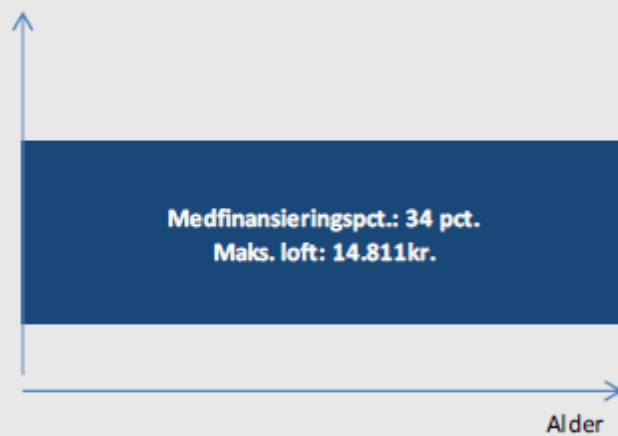 Medfinansieringspct.: 34 pct.
Maks. loft: 14.811kr.
Alder